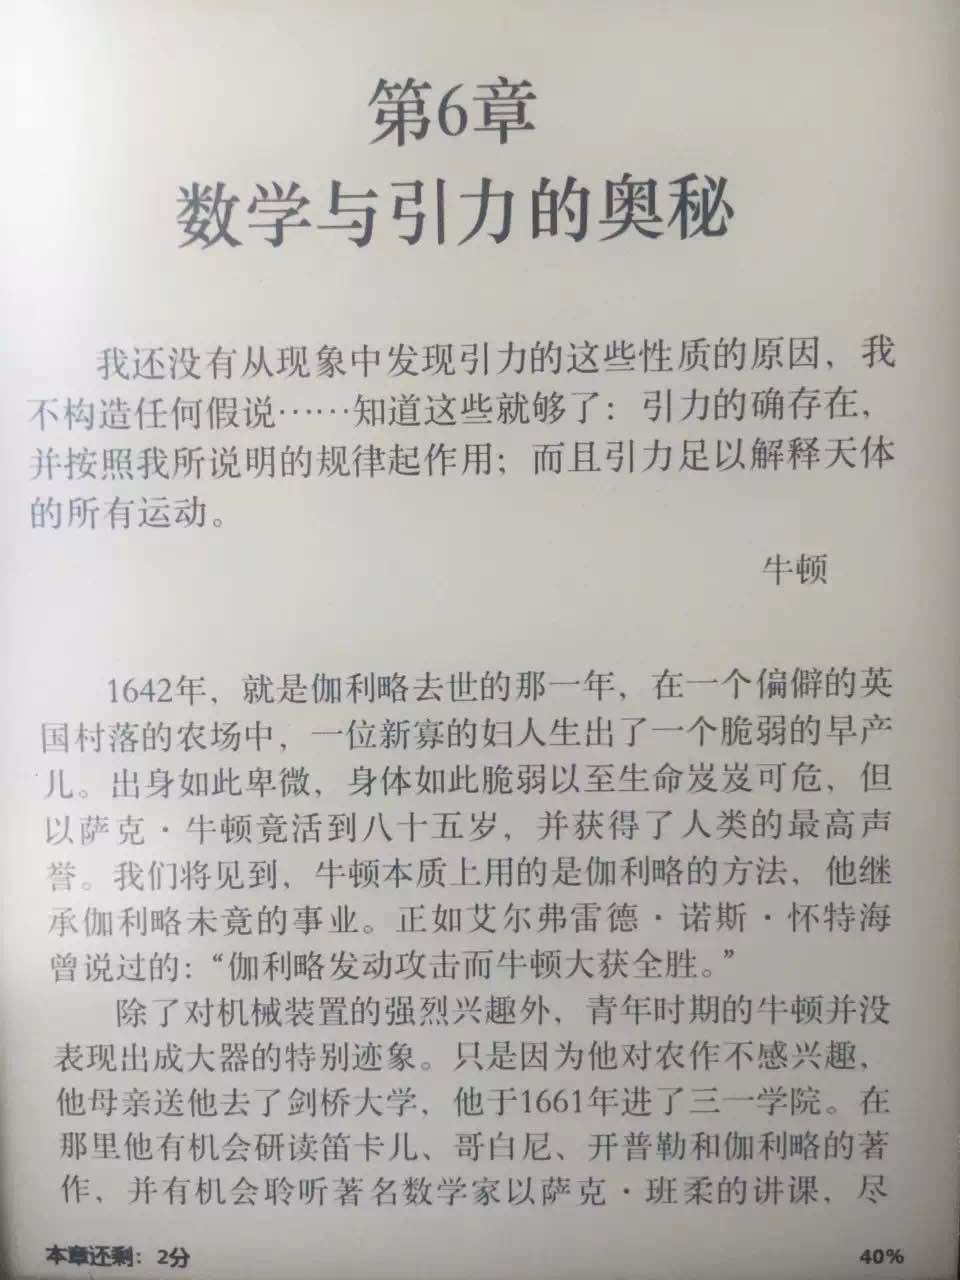 第6章
数学与引力的奥秘
我还没有从现象中发现引力的这些性质的原因，我
不构造任何假说……知道这些就够了：引力的确存在，
并按照我所说明的规律起作用；而且引力足以解释天体
的所有运动。
牛顿
1642年，就是伽利略去世的那一年，在一个偏僻的英
国村落的农场中，一位新寡的妇人生出了一个脆弱的早产
儿。出身如此卑微，身体如此脆弱以至生命岌岌可危，但
以萨克·牛顿竟活到八十五岁，并获得了人类的最高声
誉。我们将见到，牛顿本质上用的是伽利略的方法，他继
承伽利略未竟的事业。正如艾尔弗雷德·诺斯·怀特海
曾说过的：“伽利略发动攻击而牛顿大获全胜。”
除了对机械装置的强烈兴趣外，青年时期的牛顿并没
表现出成大器的特别迹象。只是因为他对农作不感兴趣，
他母亲送他去了剑桥大学，他于1661年进了三一学院。在
那里他有机会研读笛卡儿、哥白尼、开普勒和伽利略的著
作，并有机会聆听著名数学家以萨克·班柔的讲课，尽
本章还剩：2分
40%